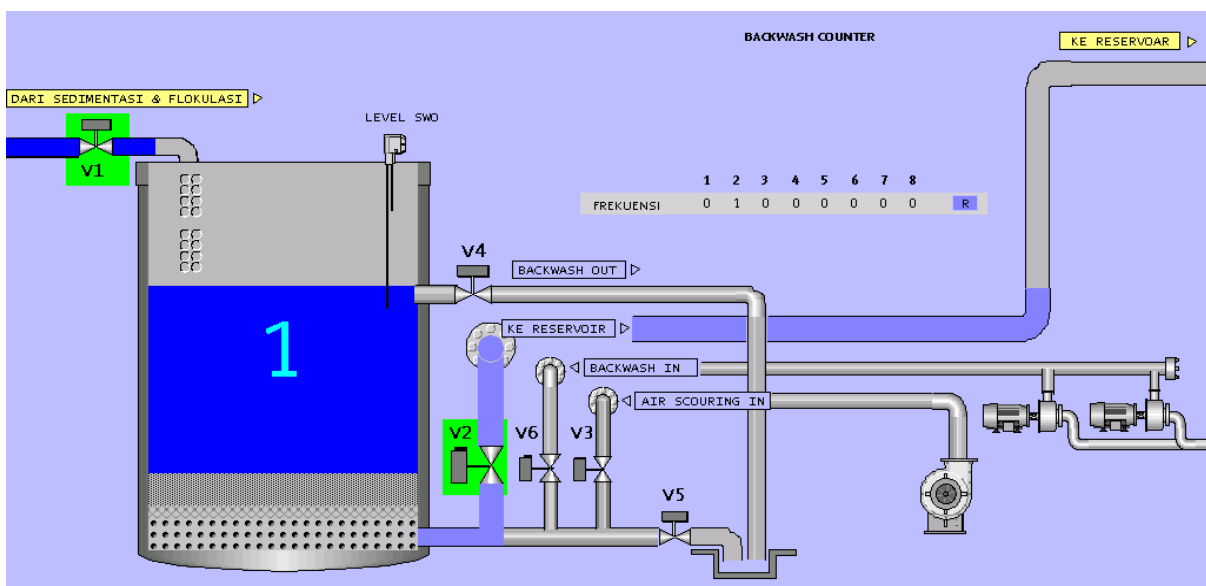 BACKWASH COUNTER
KE RESERVOAR
DARI SEDIMENTASI & FLOKULASI
LEVEL SWO
V1
1 2 3 4 5 6 7 8
FREKUENSI 0 1 0 0 0 0 0 0 R
V4
BACKWASH OUT
1
KE RESERVOIR
BACKWASH IN
AIR SCOURING IN
V2
V6
V3
V5